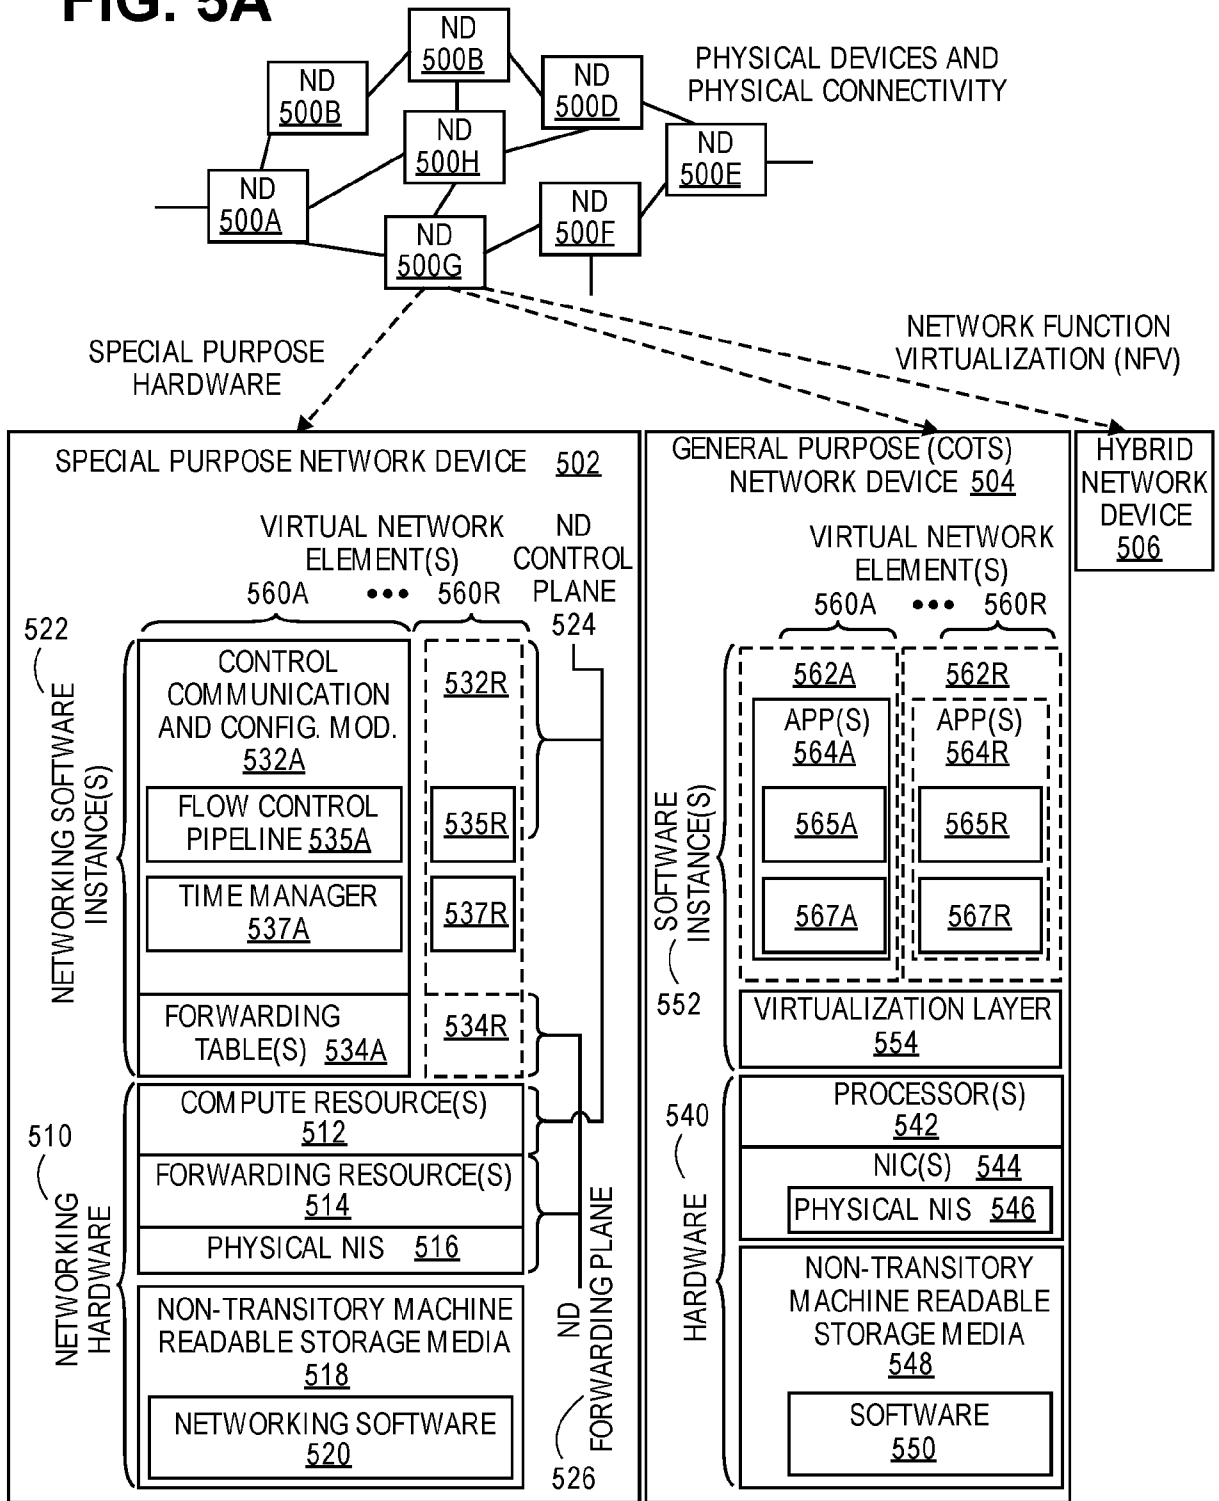 FIG. 5A
ND
500B
ND
500B
ND
500D
PHYSICAL DEVICES AND
PHYSICAL CONNECTIVITY
ND
500H
ND
500E
ND
500A
ND
500F
ND
500G
SPECIAL PURPOSE
HARDWARE
NETWORK FUNCTION
VIRTUALIZATION (NFV)
SPECIAL PURPOSE NETWORK DEVICE 502
VIRTUAL NETWORK
ELEMENT(S)
560A ••• 560R
ND
CONTROL
PLANE
524
522
NETWORKING SOFTWARE
INSTANCE(S)
CONTROL
COMMUNICATION
AND CONFIG. MOD.
532A
532R
FLOW CONTROL
PIPELINE 535A
535R
TIME MANAGER
537A
537R
FORWARDING
TABLE(S) 534A
534R
510
NETWORKING
HARDWARE
COMPUTE RESOURCE(S)
512
FORWARDING RESOURCE(S)
514
PHYSICAL NIS 516
NON-TRANSITORY MACHINE
READABLE STORAGE MEDIA
518
NETWORKING SOFTWARE
520
ND
FORWARDING PLANE
526
GENERAL PURPOSE (COTS)
NETWORK DEVICE 504
VIRTUAL NETWORK
ELEMENT(S)
560A ••• 560R
SOFTWARE
INSTANCE(S)
552
562A
562R
APP(S)
564A
APP(S)
564R
565A
565R
567A
567R
VIRTUALIZATION LAYER
554
540
HARDWARE
PROCESSOR(S)
542
NIC(S) 544
PHYSICAL NIS 546
NON-TRANSITORY
MACHINE READABLE
STORAGE MEDIA
548
SOFTWARE
550
HYBRID
NETWORK
DEVICE
506